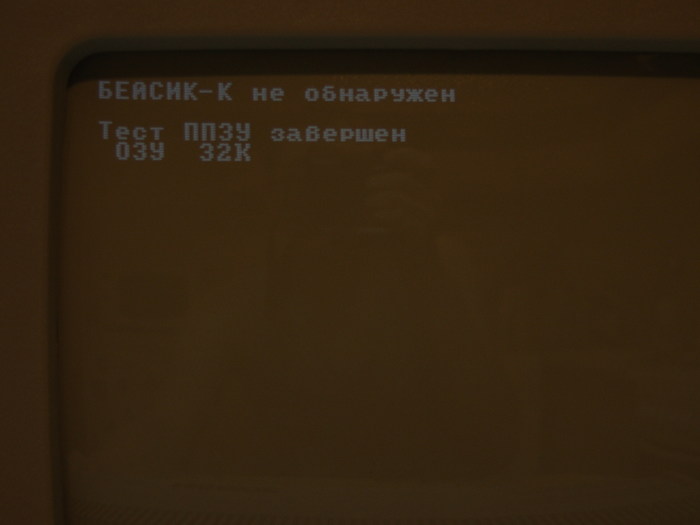 БЕЙСИК-К не обнаружен
Тест ППЗУ завершен
ОЗУ 32К